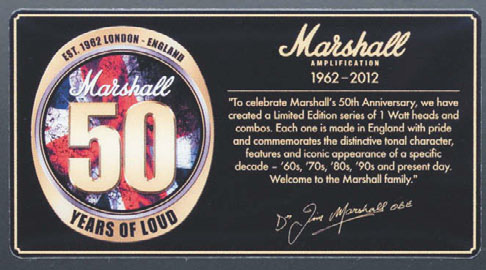 EST. 1962 LONDON - ENGLAND
Marshall
50
YEARS OF LOUD
Marshall
AMPLIFICATION
1962–2012
"To celebrate Marshall's 50th Anniversary, we have
created a Limited Edition series of 1 Watt heads and
combos. Each one is made in England with pride
and commemorates the distinctive tonal character,
features and iconic appearance of a specific
decade – '60s, '70s, '80s, '90s and present day.
Welcome to the Marshall family."
Dr Jim Marshall OBE